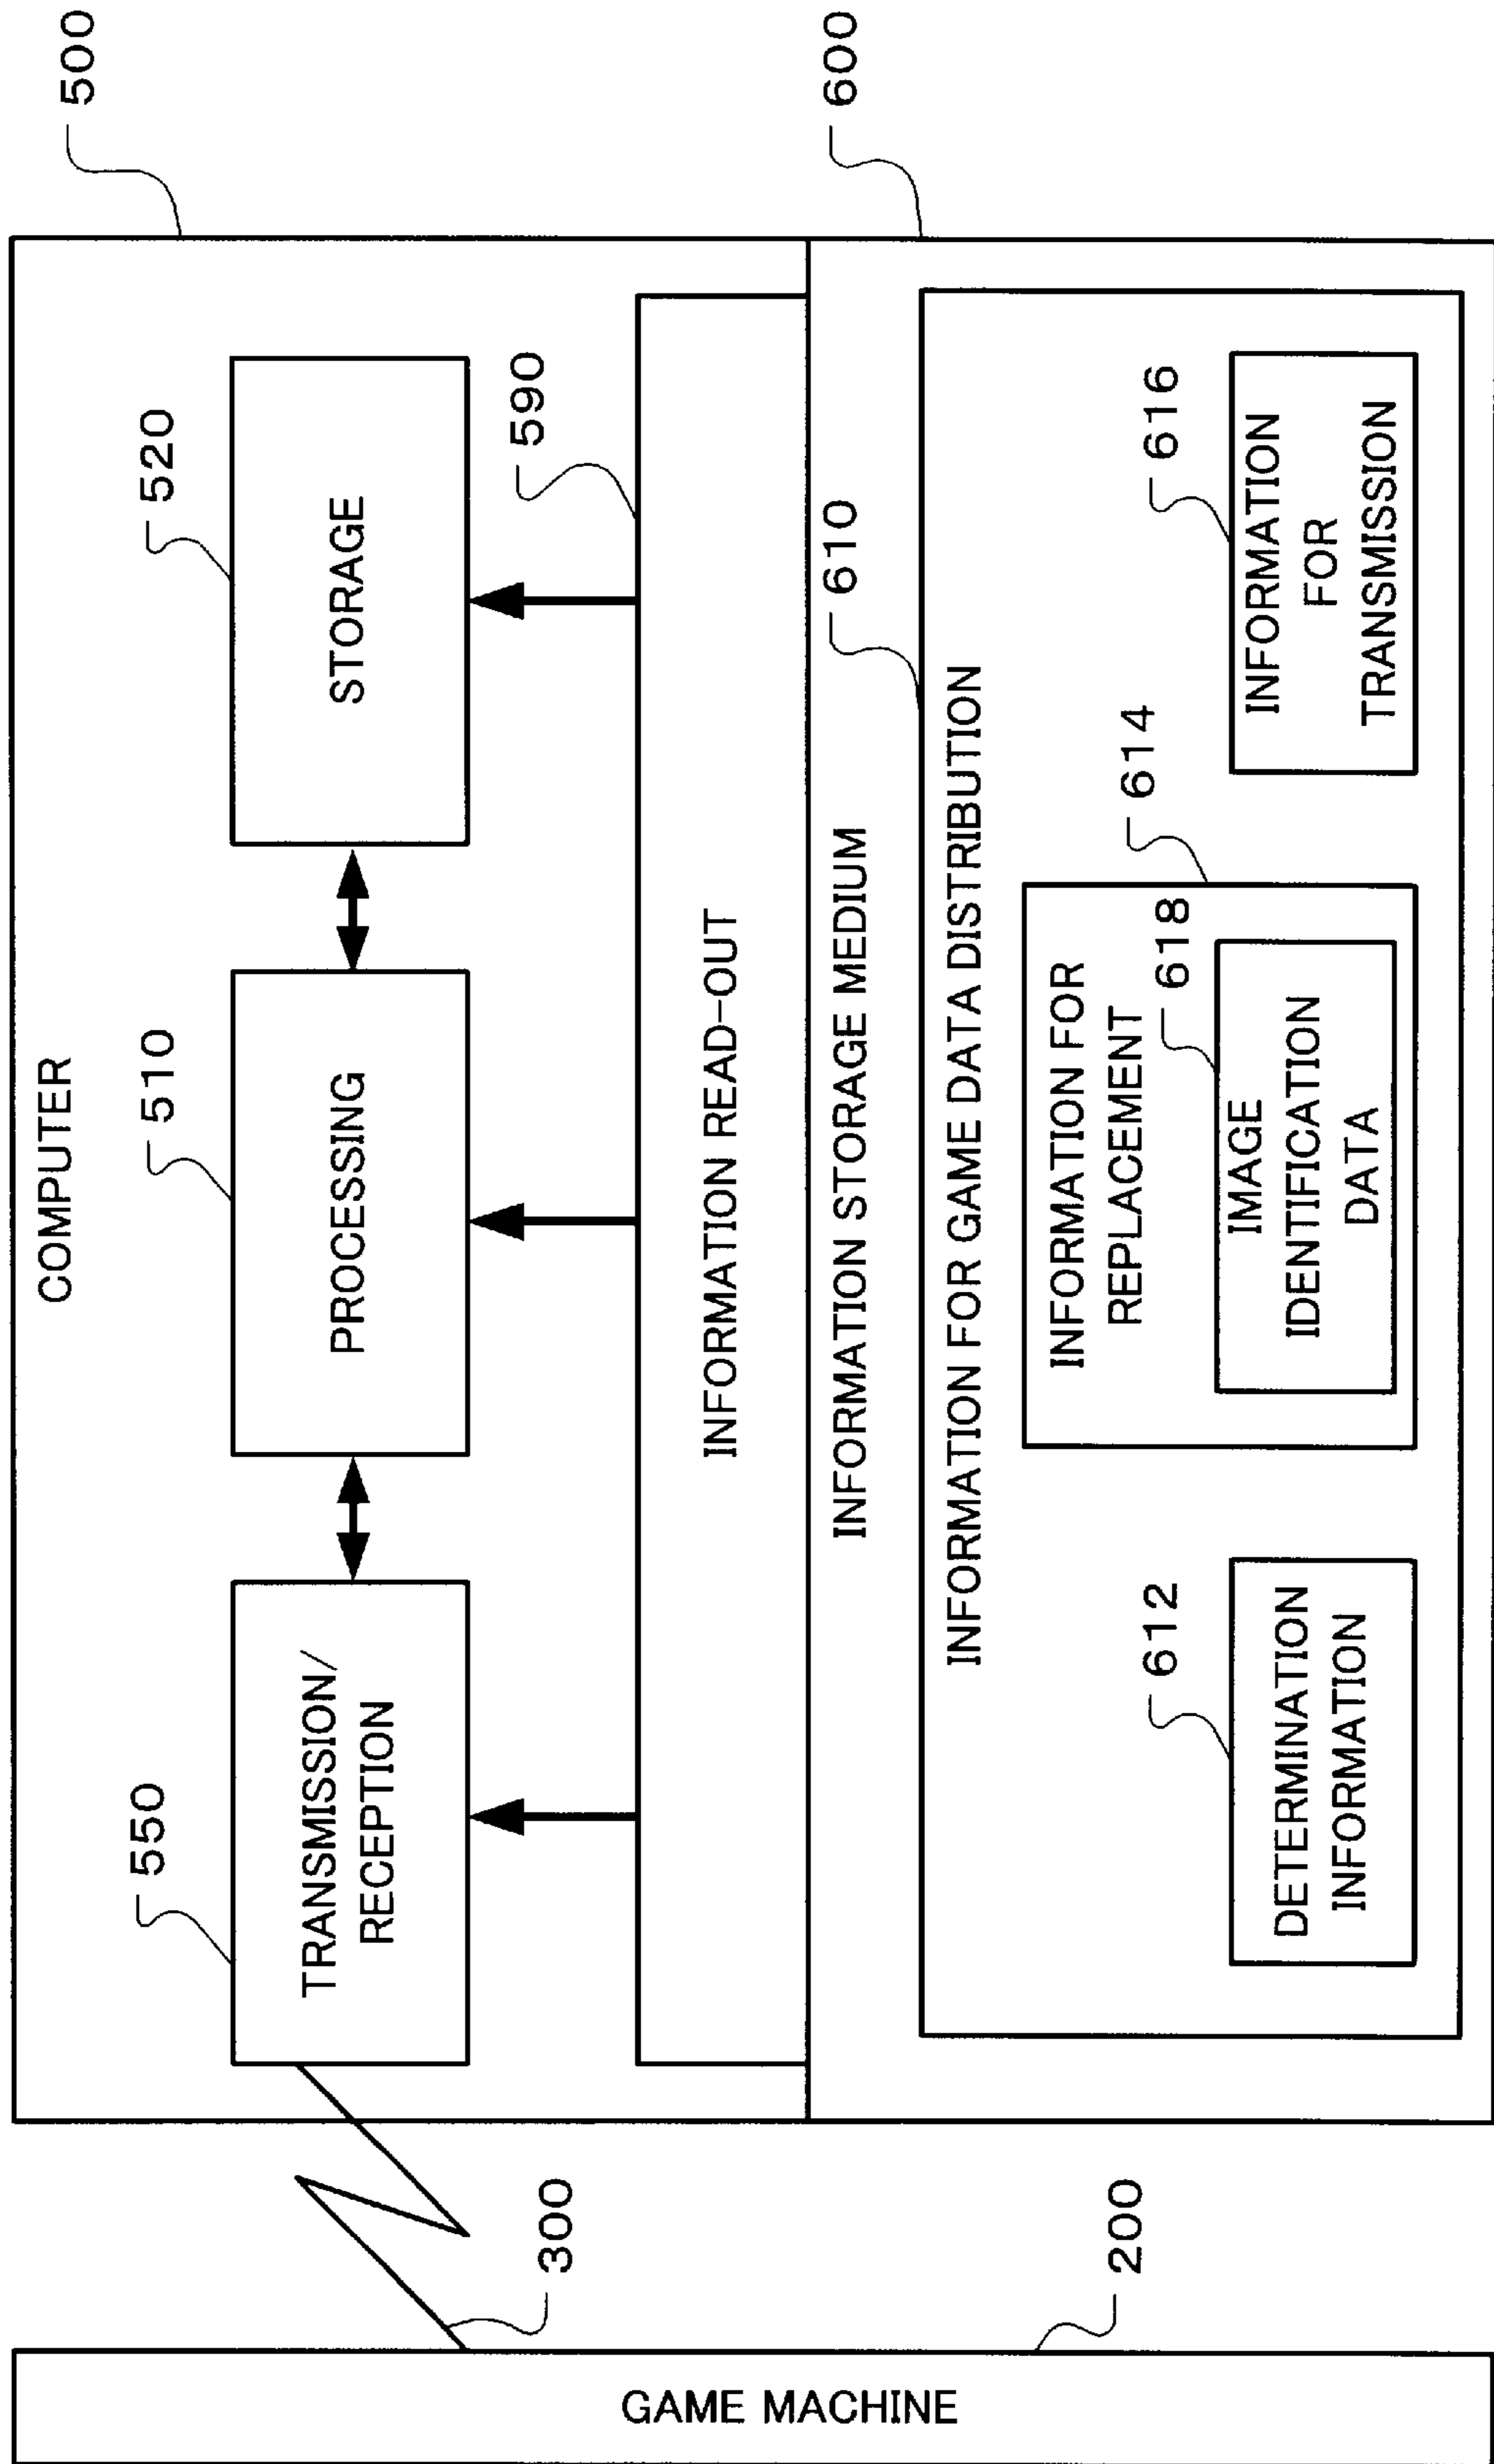 500
COMPUTER
550
510
520
TRANSMISSION/
RECEPTION
PROCESSING
STORAGE
300
590
INFORMATION READ-OUT
600
INFORMATION STORAGE MEDIUM
610
INFORMATION FOR GAME DATA DISTRIBUTION
612
DETERMINATION
INFORMATION
614
INFORMATION FOR
REPLACEMENT
618
IMAGE
IDENTIFICATION
DATA
616
INFORMATION
FOR
TRANSMISSION
200
GAME MACHINE